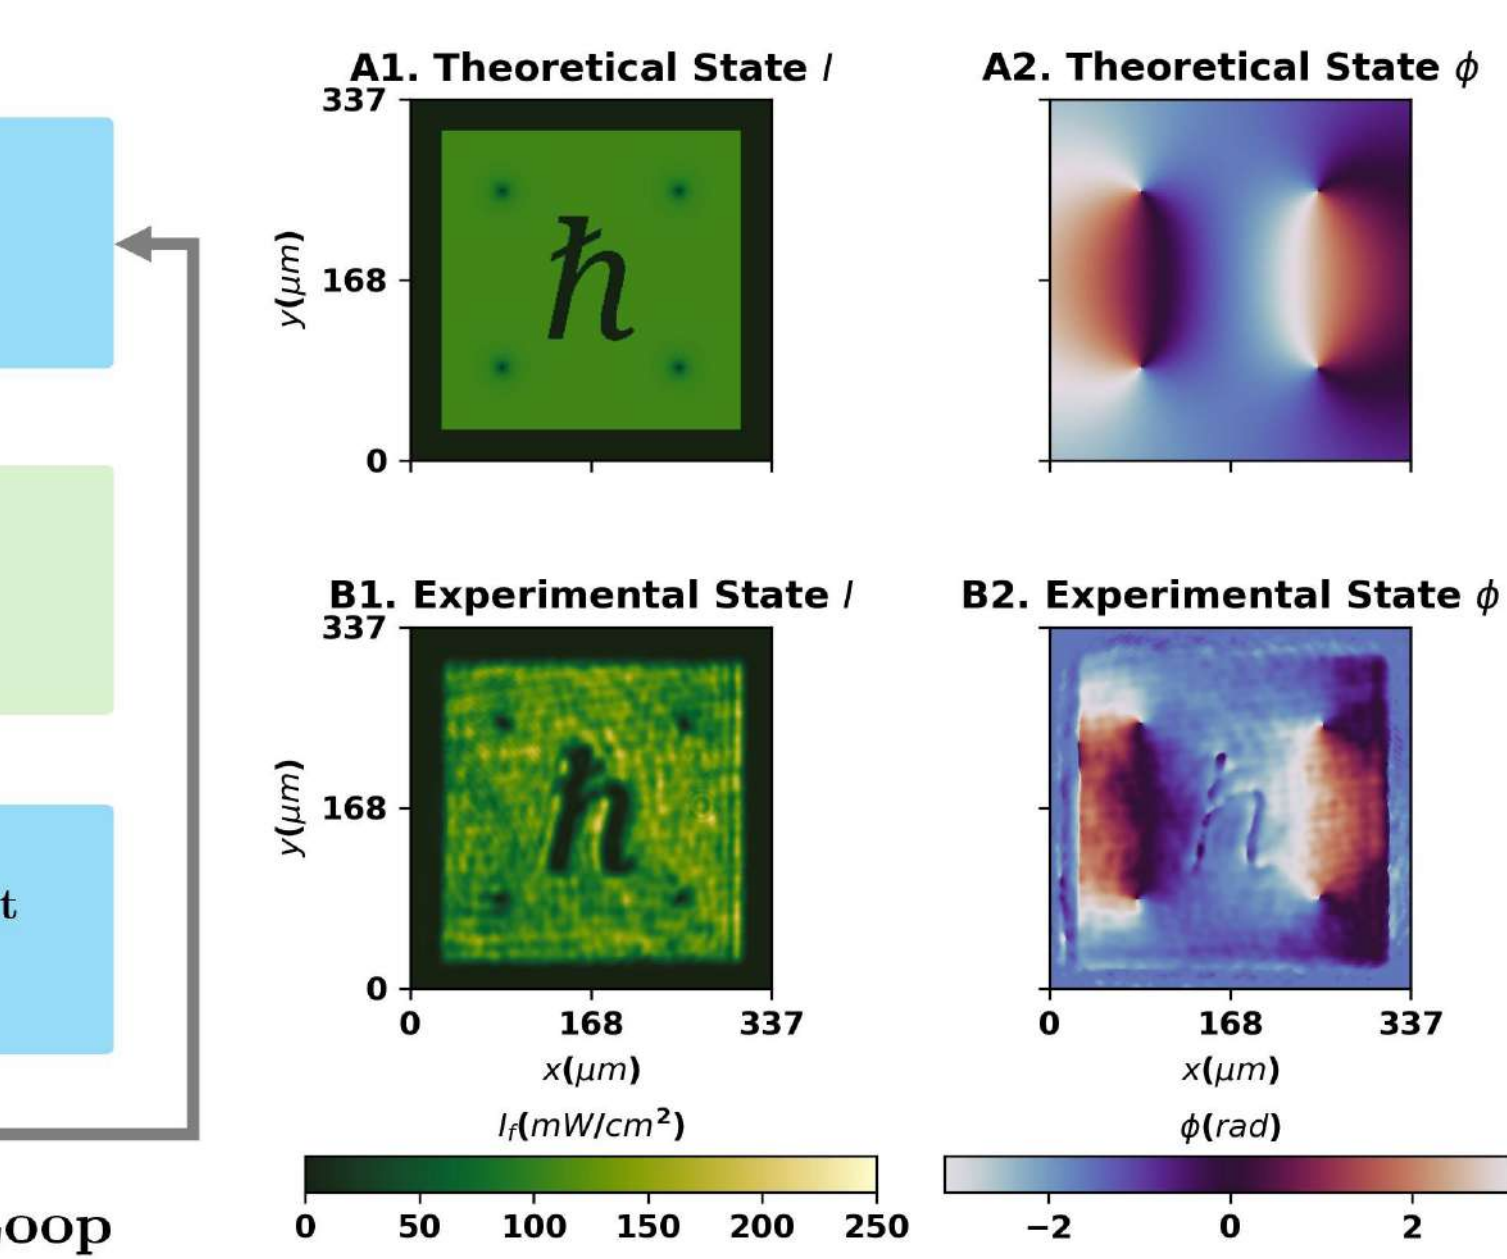 A1. Theoretical State I
A2. Theoretical State ϕ
337
y(μm)
168
0
ħ
B1. Experimental State I
B2. Experimental State ϕ
337
y(μm)
168
0
ħ
0 168 337
0 168 337
x(μm)
x(μm)
I_f(mW/cm²)
ϕ(rad)
0 50 100 150 200 250
−2 0 2
t